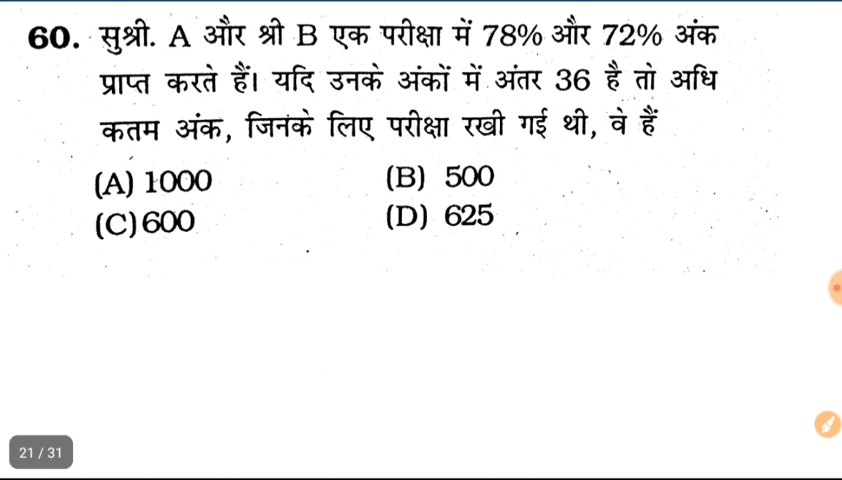 60. सुश्री. A और श्री B एक परीक्षा में 78% और 72% अंक
प्राप्त करते हैं। यदि उनके अंकों में अंतर 36 है तो अधि
कतम अंक, जिनके लिए परीक्षा रखी गई थी, वे हैं
(A) 1000 (B) 500
(C) 600 (D) 625
21 / 31